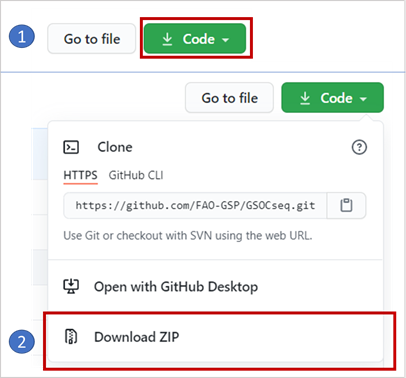 1
Go to file
Code
Go to file
Code
Clone
HTTPS GitHub CLI
https://github.com/FAO-GSP/GSOCseq.git
Use Git or checkout with SVN using the web URL.
Open with GitHub Desktop
2
Download ZIP